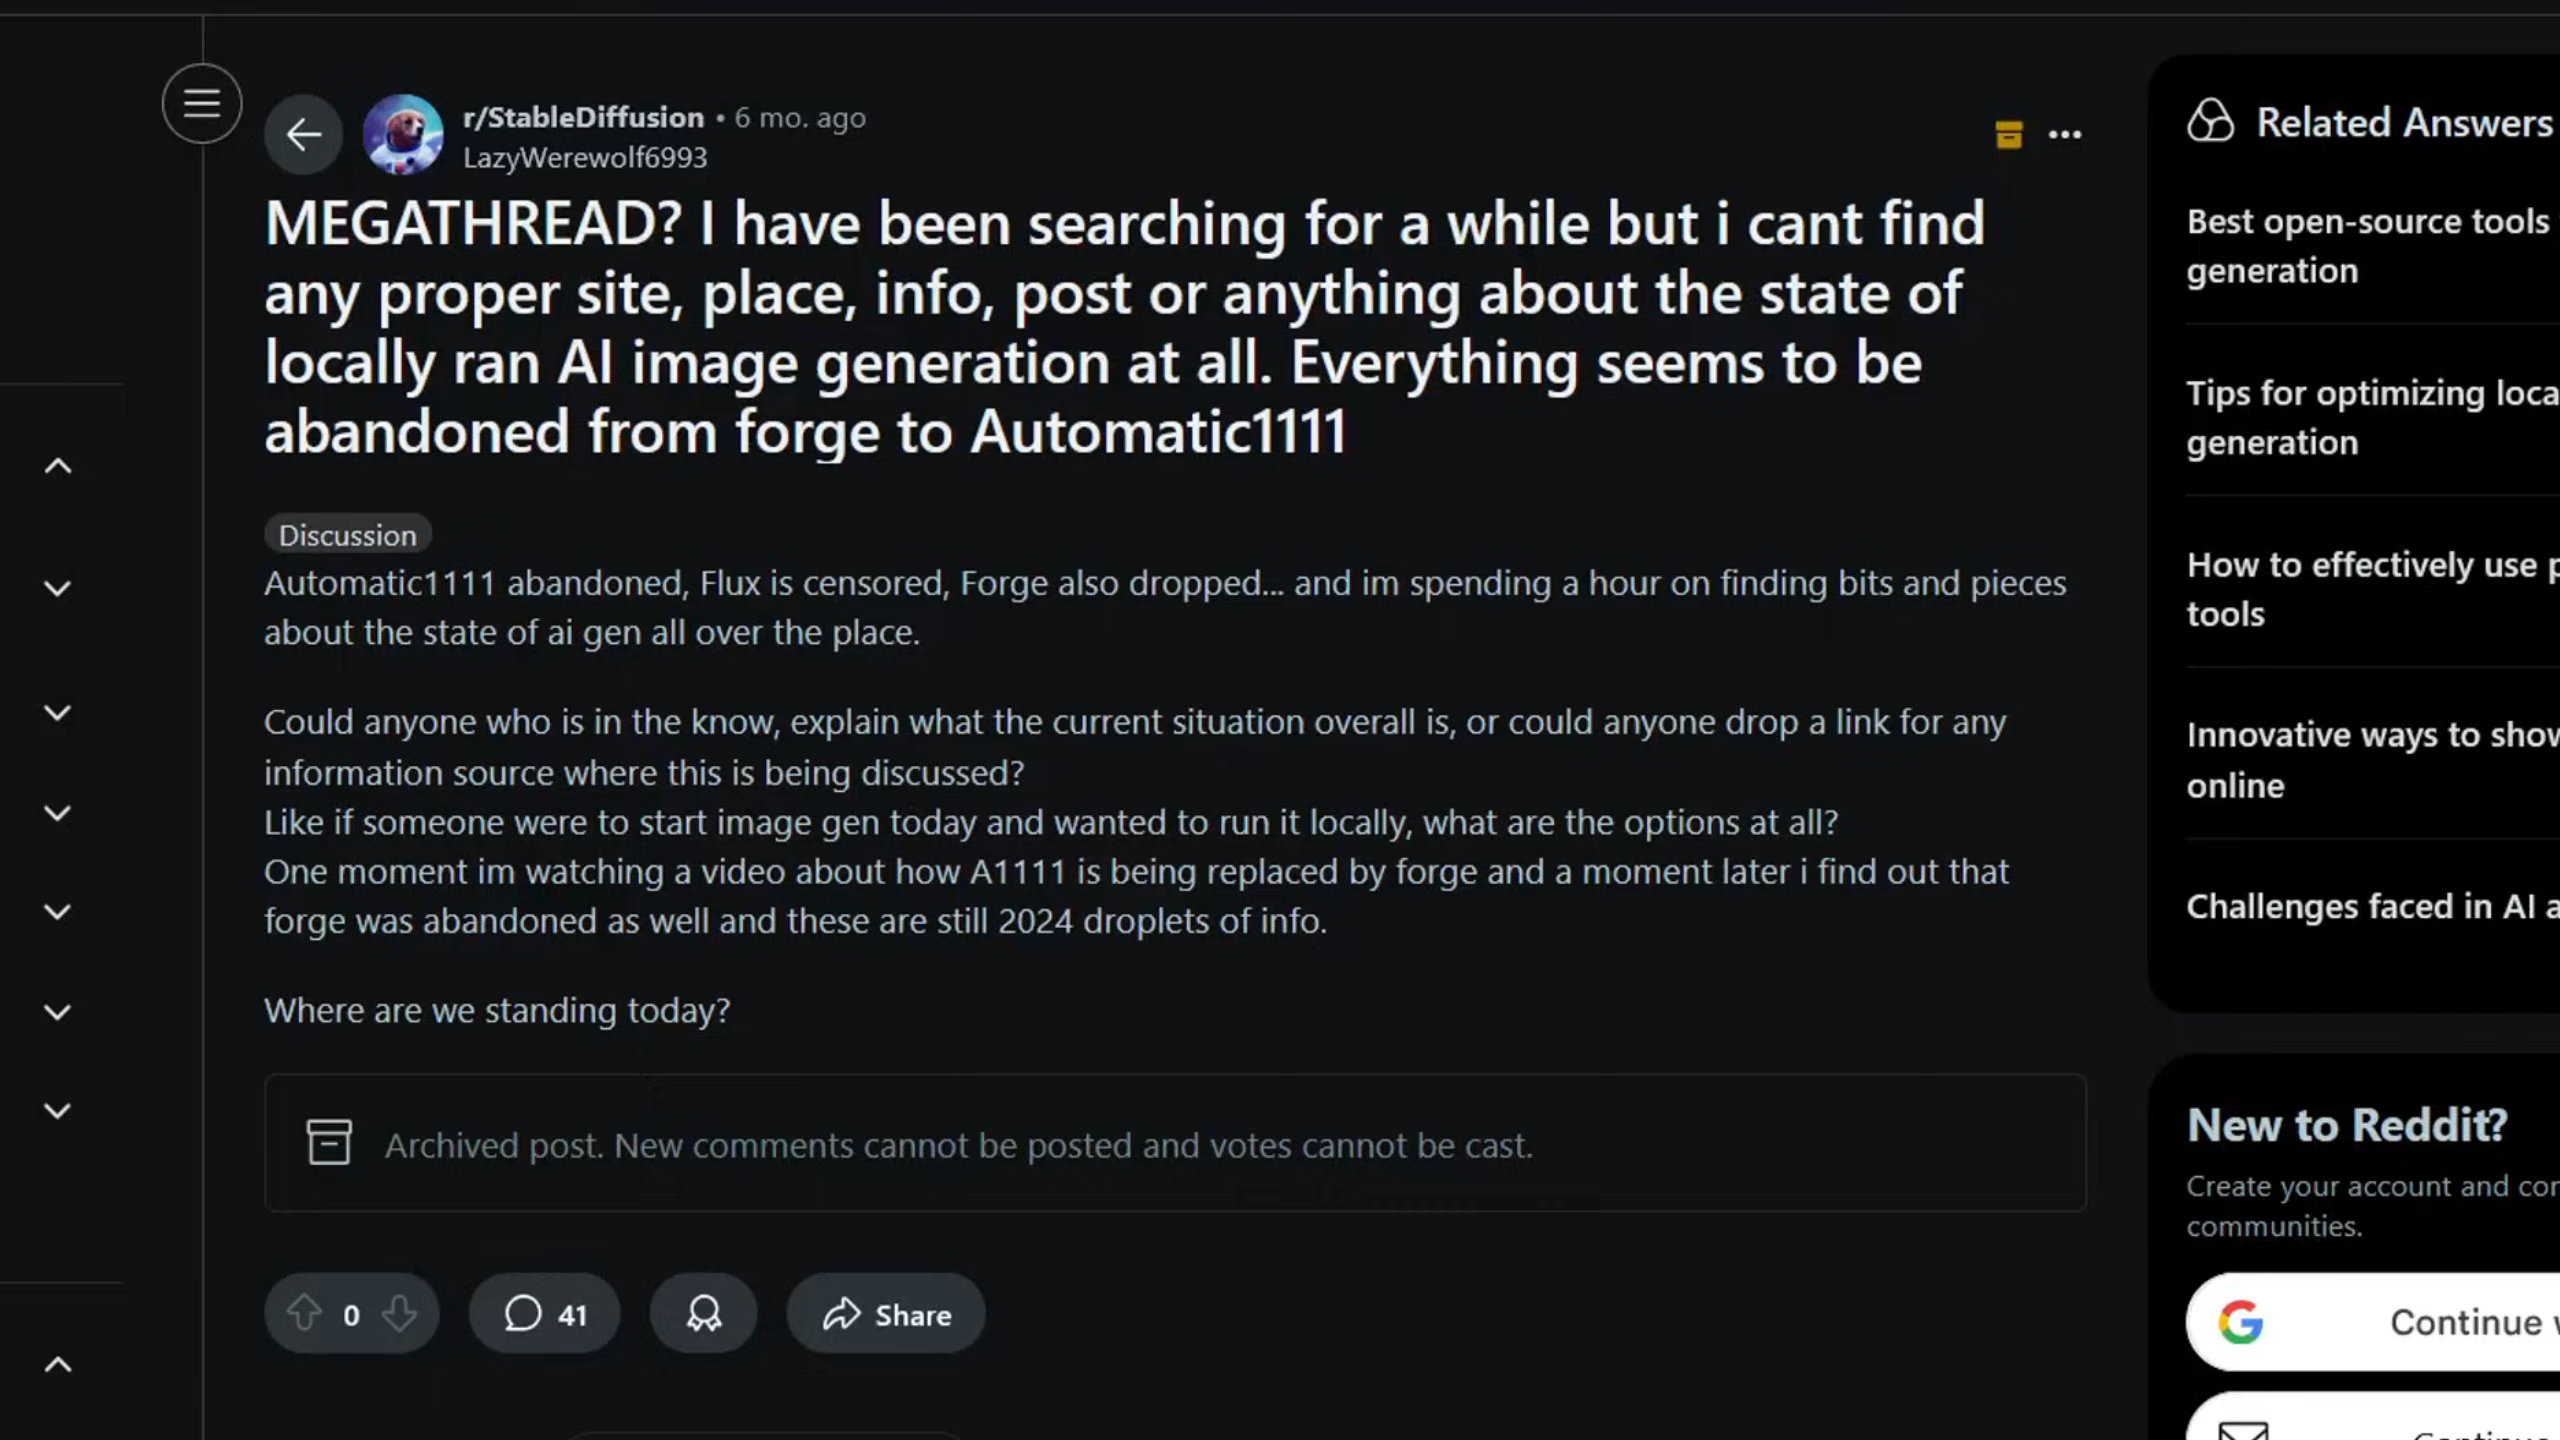 r/StableDiffusion • 6 mo. ago
LazyWerewolf6993
MEGATHREAD? I have been searching for a while but i cant find
any proper site, place, info, post or anything about the state of
locally ran AI image generation at all. Everything seems to be
abandoned from forge to Automatic1111
Discussion
Automatic1111 abandoned, Flux is censored, Forge also dropped... and im spending a hour on finding bits and pieces
about the state of ai gen all over the place.
Could anyone who is in the know, explain what the current situation overall is, or could anyone drop a link for any
information source where this is being discussed?
Like if someone were to start image gen today and wanted to run it locally, what are the options at all?
One moment im watching a video about how A1111 is being replaced by forge and a moment later i find out that
forge was abandoned as well and these are still 2024 droplets of info.
Where are we standing today?
Archived post. New comments cannot be posted and votes cannot be cast.
0
41
Share
Related Answers
Best open-source tools
generation
Tips for optimizing
generation
How to effectively use
tools
Innovative ways to
online
Challenges faced in AI
New to Reddit?
Create your account and
communities.
Continue